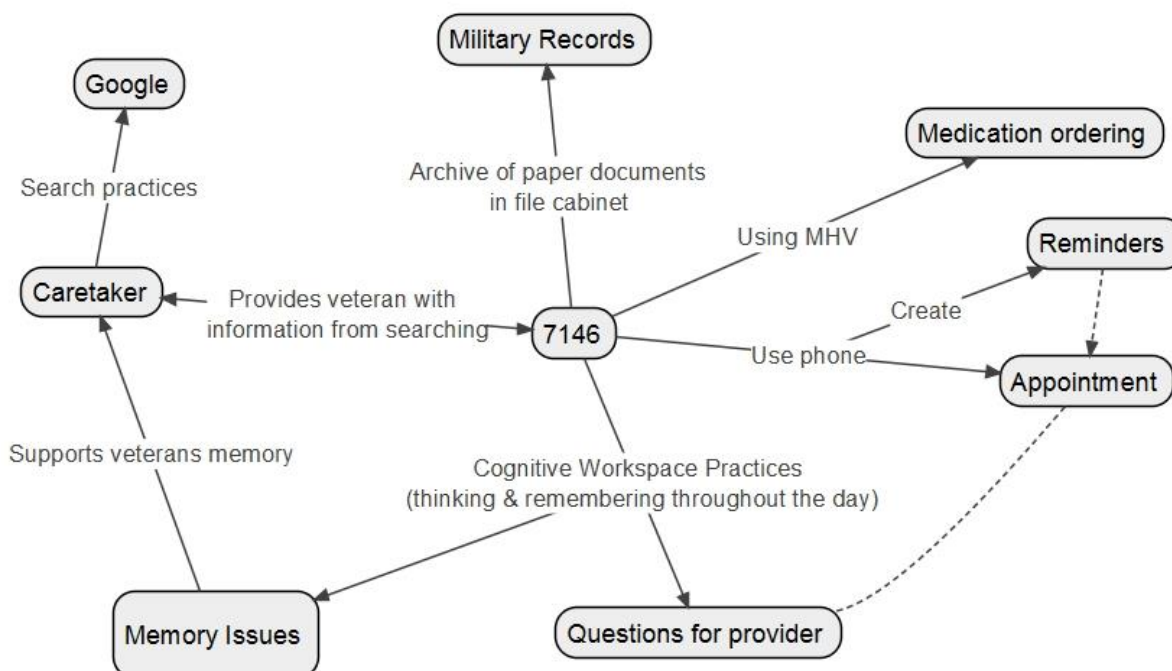 Military Records
Google
Medication ordering
Archive of paper documents
in file cabinet
Search practices
Using MHV
Reminders
Caretaker
Provides veteran with
information from searching
7146
Create
Use phone
Appointment
Supports veterans memory
Cognitive Workspace Practices
(thinking & remembering throughout the day)
Memory Issues
Questions for provider